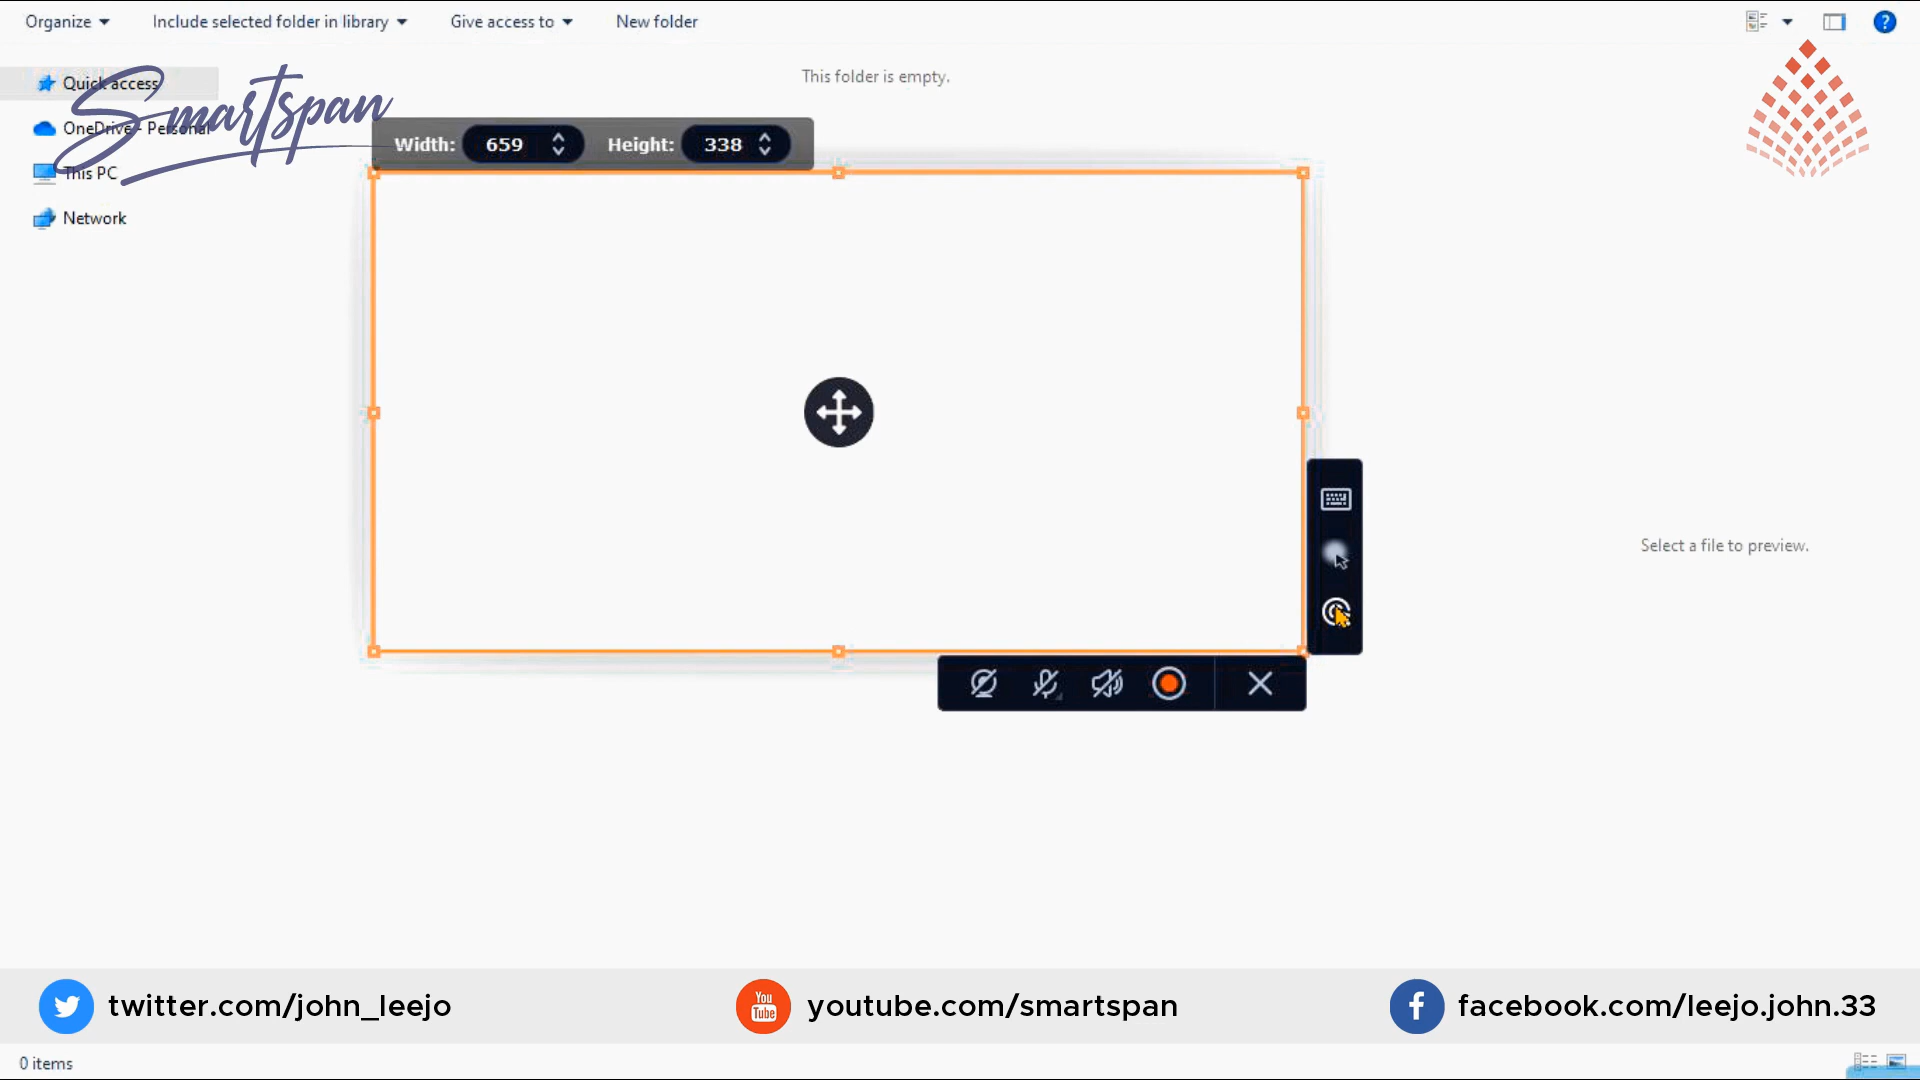 Organize Include selected folder in library Give access to New folder
?
Quick access
This folder is empty.
Smartspan
OneDrive - Personal
Width: 659 Height: 338
This PC
Network
Select a file to preview.
twitter.com/john_leejo
You Tube youtube.com/smartspan
f facebook.com/leejo.john.33
0 items